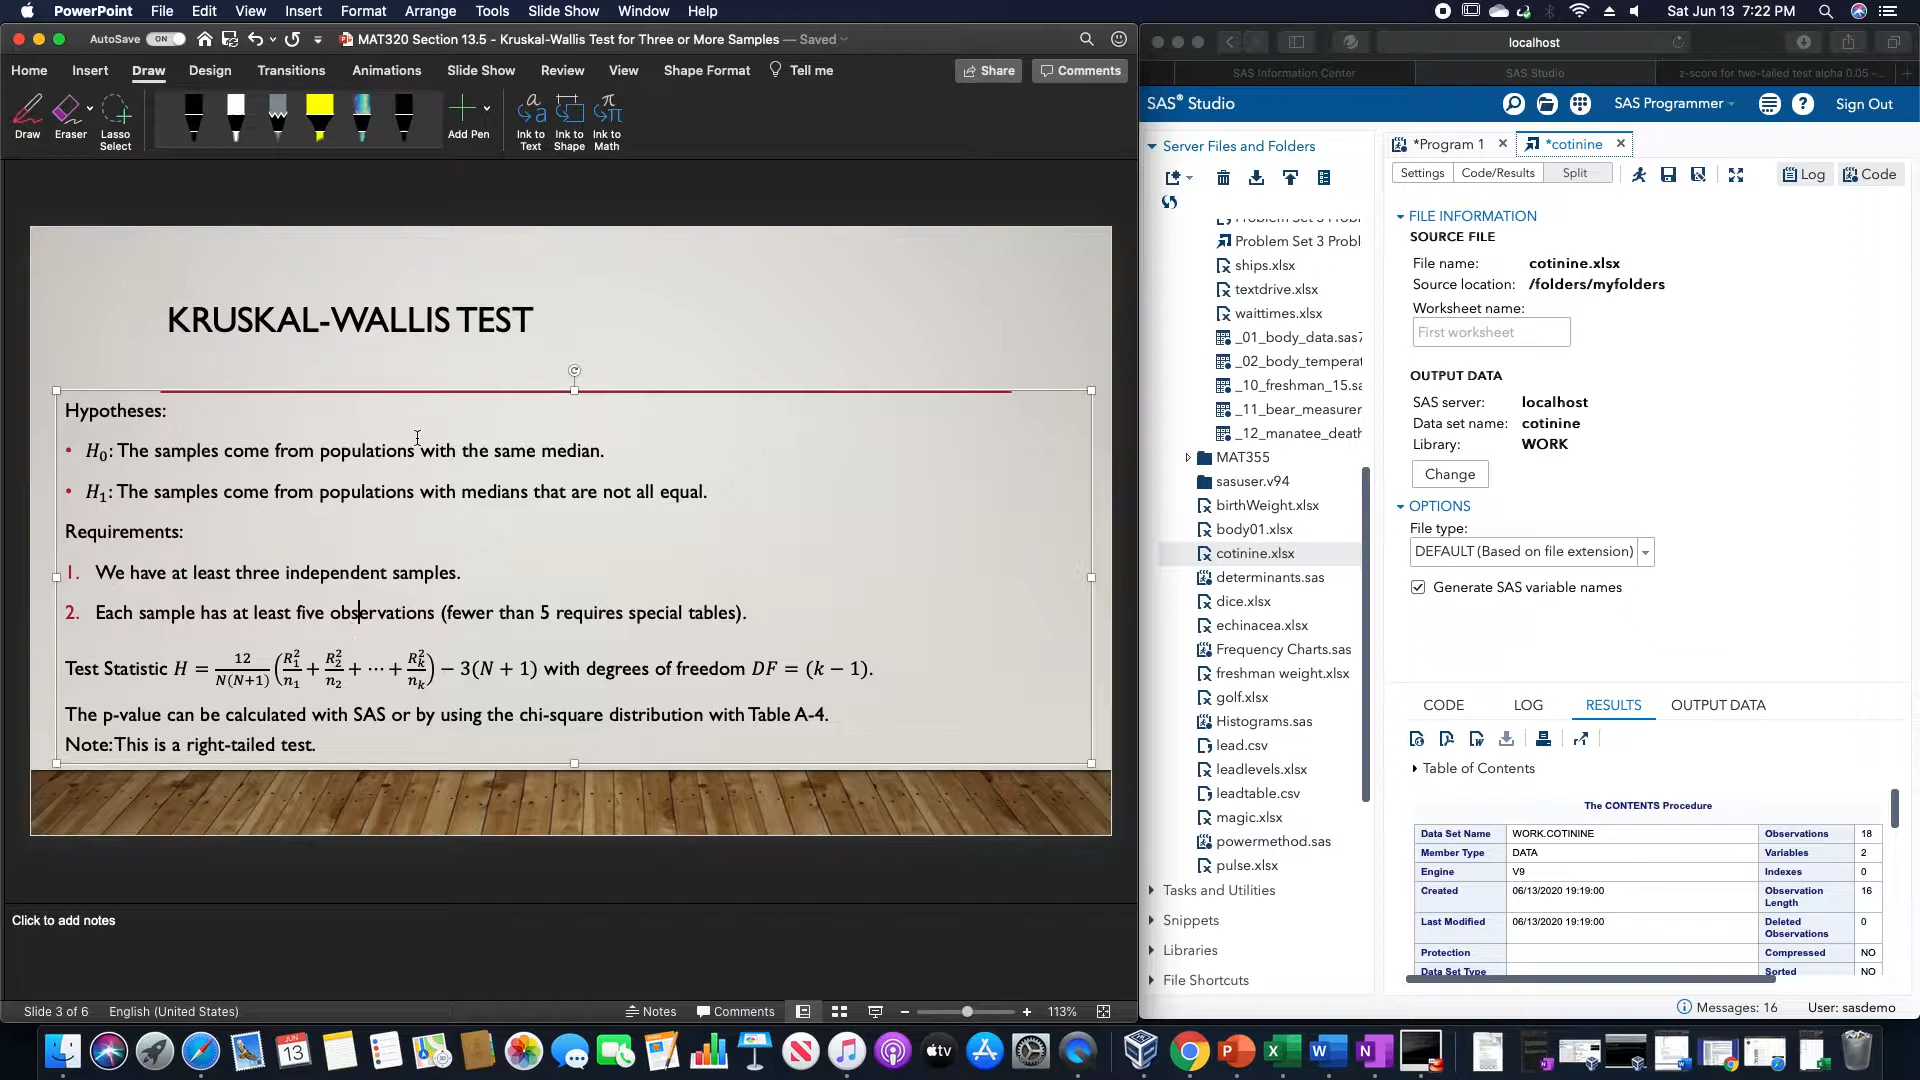 PowerPoint File Edit View Insert Format Arrange Tools Slide Show Window Help
Sat Jun 13 7:22 PM
AutoSave ON
MAT320 Section 13.5 - Kruskal-Wallis Test for Three or More Samples — Saved
Home Insert Draw Design Transitions Animations Slide Show Review View Shape Format Tell me
Share Comments
Draw Eraser Lasso Select
Add Pen Ink to Text Ink to Shape Ink to Math
KRUSKAL-WALLIS TEST
Hypotheses:
• H₀: The samples come from populations with the same median.
• H₁: The samples come from populations with medians that are not all equal.
Requirements:
1. We have at least three independent samples.
2. Each sample has at least five observations (fewer than 5 requires special tables).
Test Statistic H = 12/N(N+1) (R₁²/n₁ + R₂²/n₂ + ⋯ + R_k²/n_k) − 3(N + 1) with degrees of freedom DF = (k − 1).
The p-value can be calculated with SAS or by using the chi-square distribution with Table A-4.
Note: This is a right-tailed test.
Click to add notes
Slide 3 of 6 English (United States)
Notes Comments 113%
localhost
SAS Information Center SAS Studio z-score for two-tailed test alpha 0.05 -...
SAS® Studio
SAS Programmer Sign Out
Server Files and Folders
Problem Set 3 Probl
ships.xlsx
textdrive.xlsx
waittimes.xlsx
_01_body_data.sas7
_02_body_temperat
_10_freshman_15.sa
_11_bear_measurer
_12_manatee_death
MAT355
sasuser.v94
birthWeight.xlsx
body01.xlsx
cotinine.xlsx
determinants.sas
dice.xlsx
echinacea.xlsx
Frequency Charts.sas
freshman weight.xlsx
golf.xlsx
Histograms.sas
lead.csv
leadlevels.xlsx
leadtable.csv
magic.xlsx
powermethod.sas
pulse.xlsx
Tasks and Utilities
Snippets
Libraries
File Shortcuts
*Program 1 *cotinine
Settings Code/Results Split
Log Code
FILE INFORMATION
SOURCE FILE
File name: cotinine.xlsx
Source location: /folders/myfolders
Worksheet name:
First worksheet
OUTPUT DATA
SAS server: localhost
Data set name: cotinine
Library: WORK
Change
OPTIONS
File type:
DEFAULT (Based on file extension)
Generate SAS variable names
CODE LOG RESULTS OUTPUT DATA
Table of Contents
The CONTENTS Procedure
Data Set Name WORK.COTININE Observations 18
Member Type DATA Variables 2
Engine V9 Indexes 0
Created 06/13/2020 19:19:00 Observation Length 16
Last Modified 06/13/2020 19:19:00 Deleted Observations 0
Protection Compressed NO
Data Set Type Sorted NO
Messages: 16 User: sasdemo
JUN
13
tv